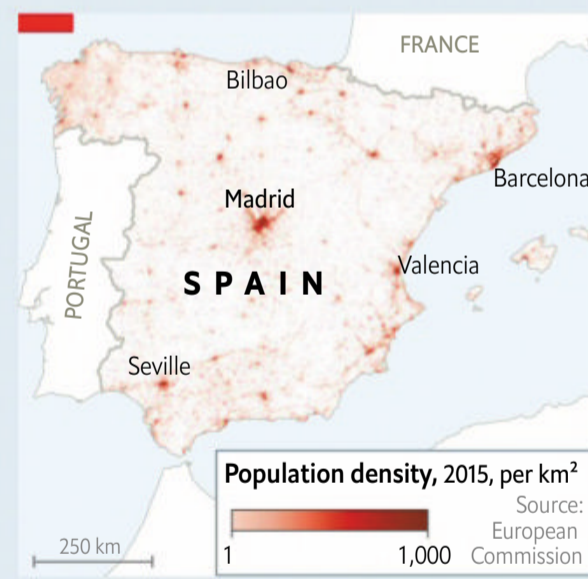 FRANCE
Bilbao
Barcelona
Madrid
PORTUGAL
Valencia
SPAIN
Seville
Population density, 2015, per km²
1
1,000
Source:
European
Commission
250 km